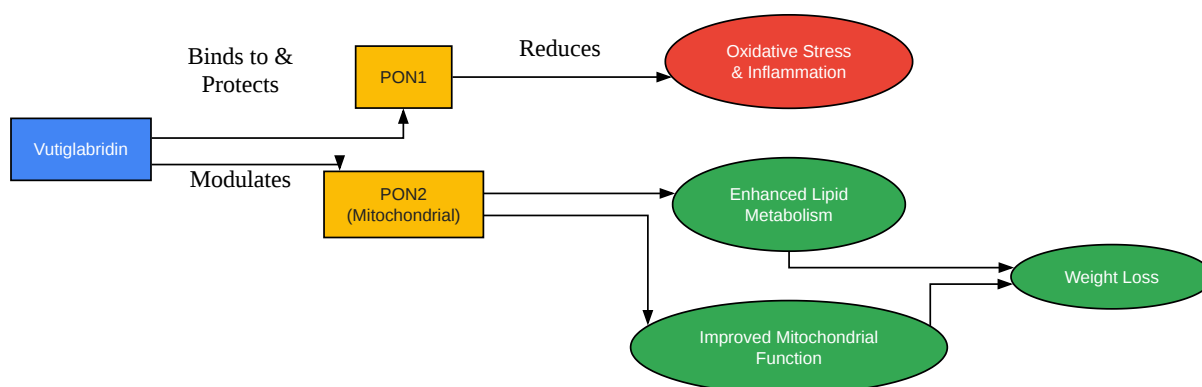 Binds to &
Protects
PON1
Reduces
Oxidative Stress
& Inflammation
Vutiglabridin
Modulates
PON2
(Mitochondrial)
Enhanced Lipid
Metabolism
Weight Loss
Improved Mitochondrial
Function